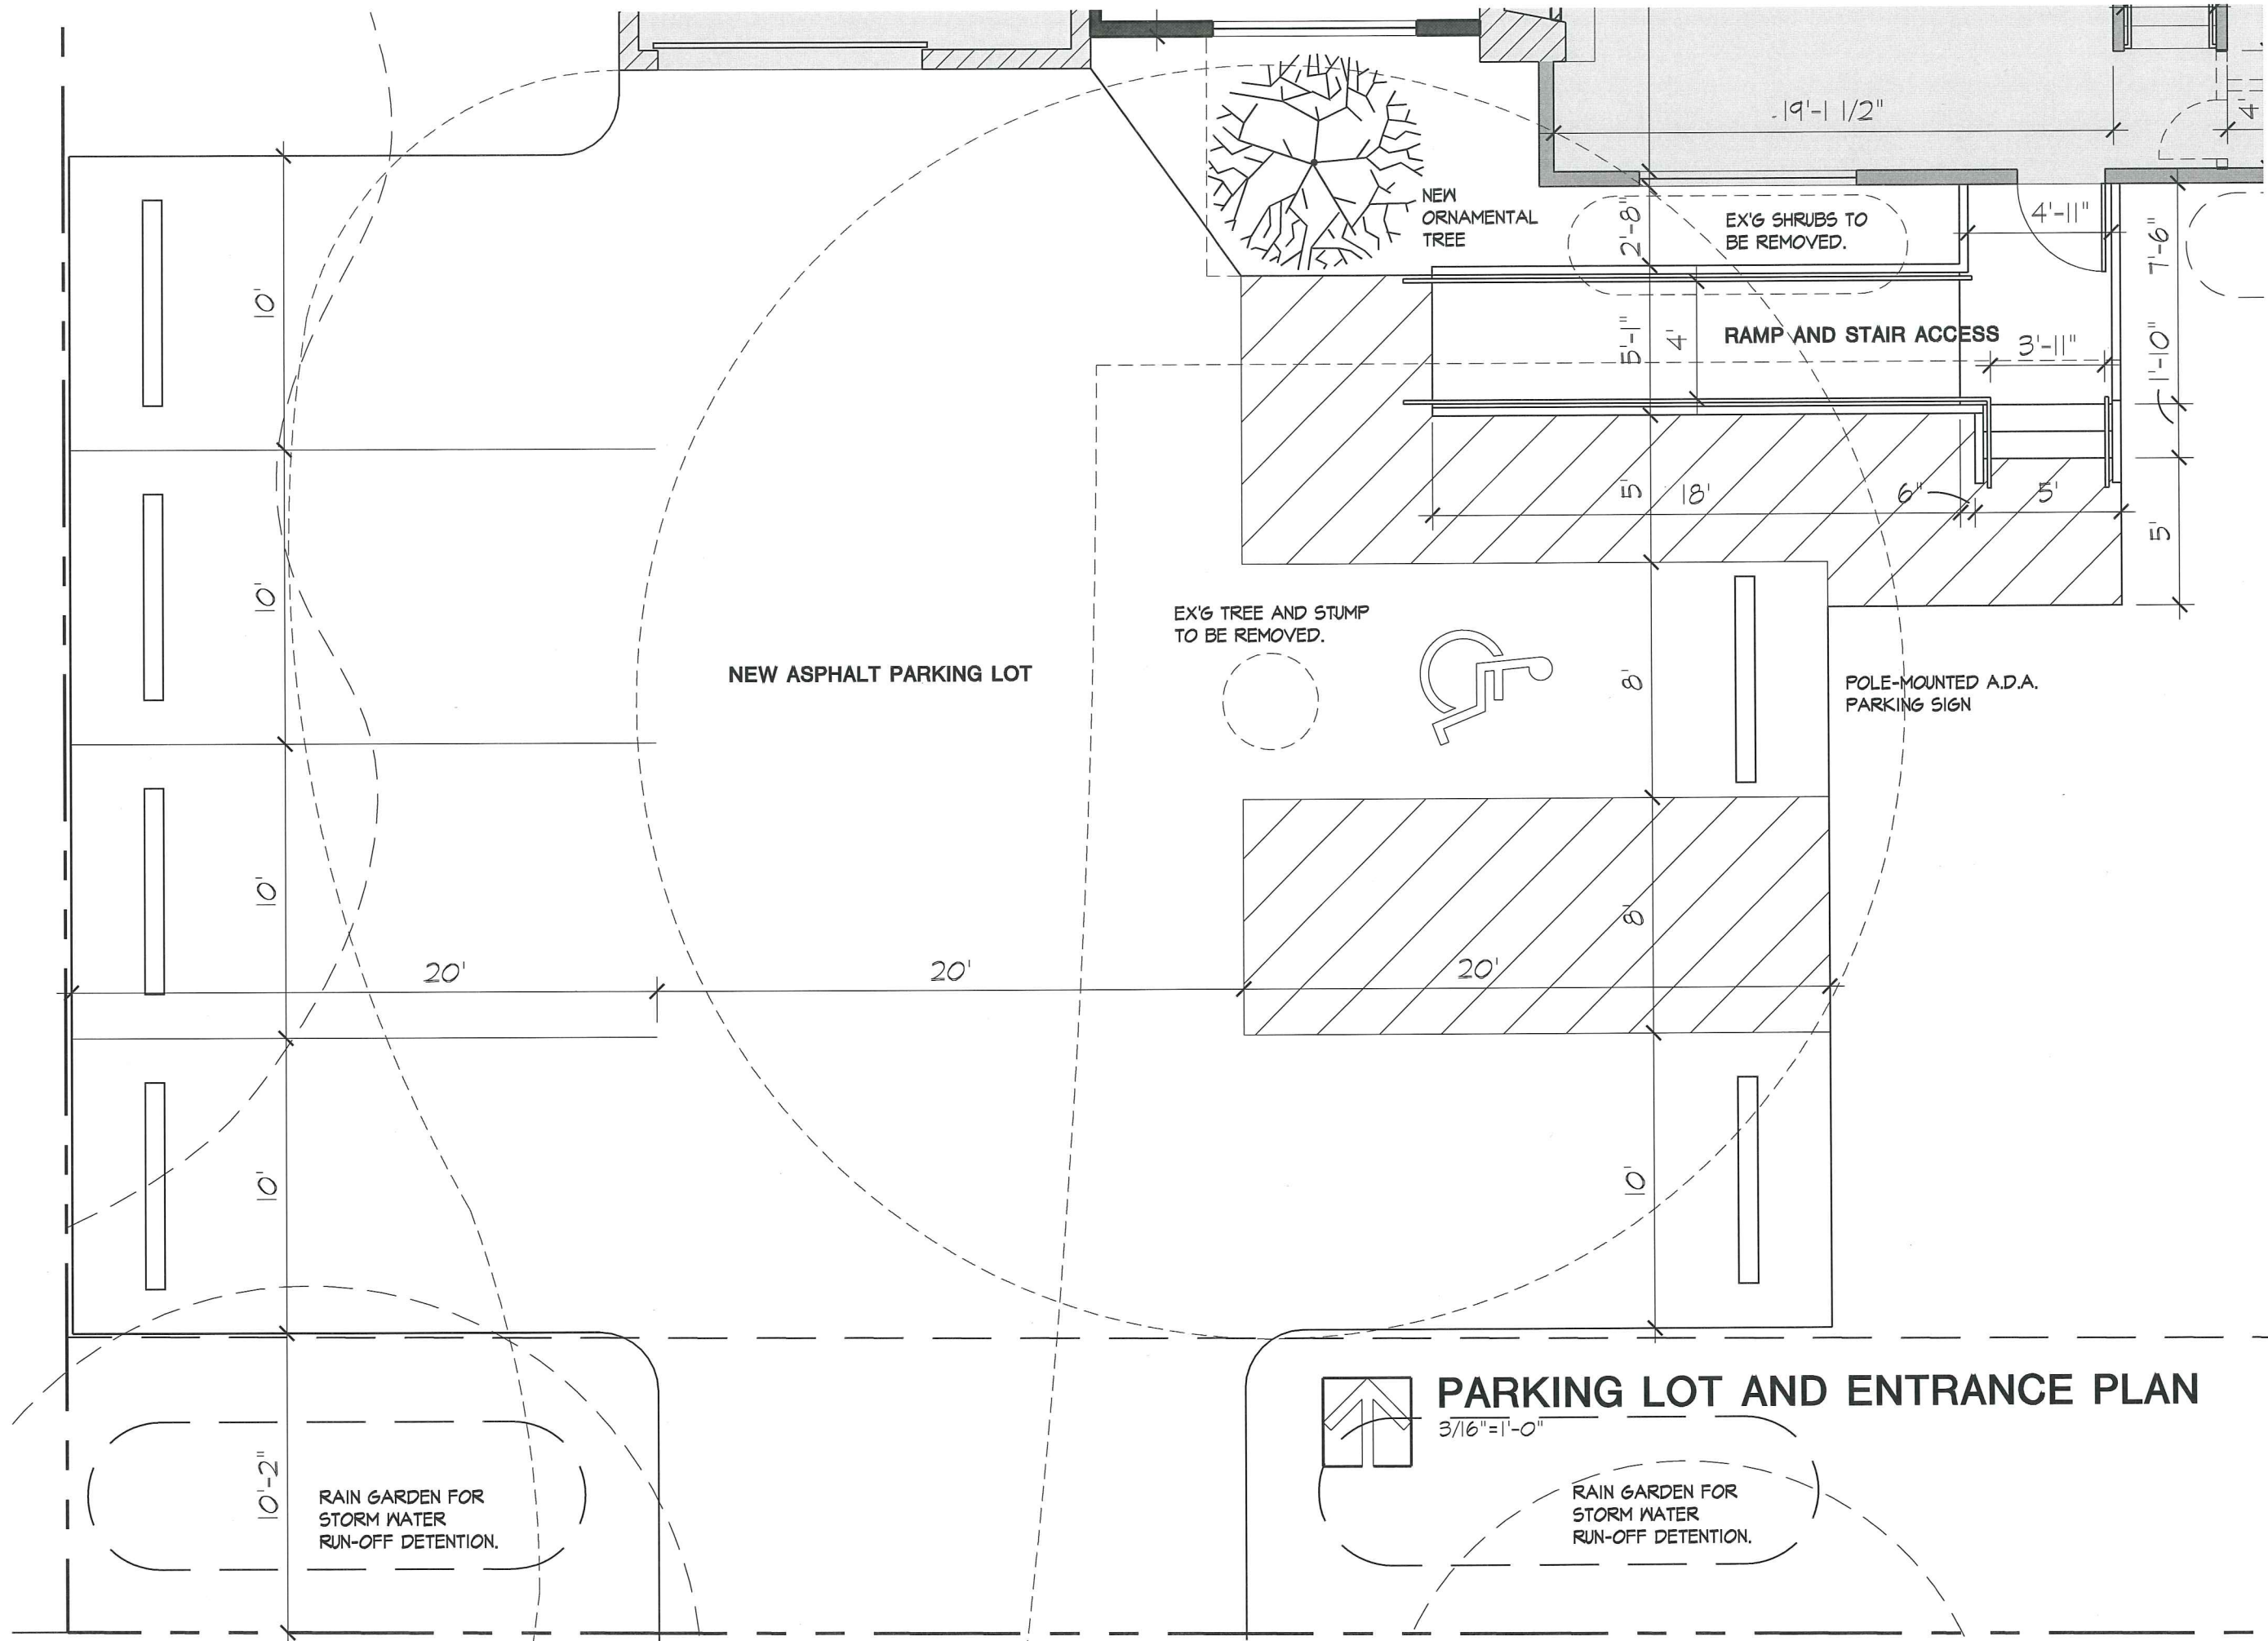 19'-1 1/2"
4'
NEW
ORNAMENTAL
TREE
2'-8"
EX'G SHRUBS TO
BE REMOVED.
4'-11"
7'-6"
10'
5'-1"
4'
RAMP AND STAIR ACCESS
3'-11"
1'-10"
5'
18'
6"
5'
5'
10'
EX'G TREE AND STUMP
TO BE REMOVED.
NEW ASPHALT PARKING LOT
8'
POLE-MOUNTED A.D.A.
PARKING SIGN
10'
8'
20'
20'
20'
10'
10'
PARKING LOT AND ENTRANCE PLAN
3/16"=1'-0"
10'-2"
RAIN GARDEN FOR
STORM WATER
RUN-OFF DETENTION.
RAIN GARDEN FOR
STORM WATER
RUN-OFF DETENTION.